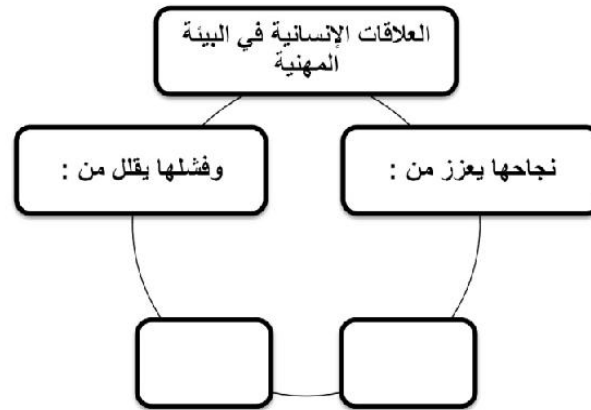 العلاقات الإنسانية في البيئة
المهنية
نجاحها يعزز من :
وفشلها يقلل من :